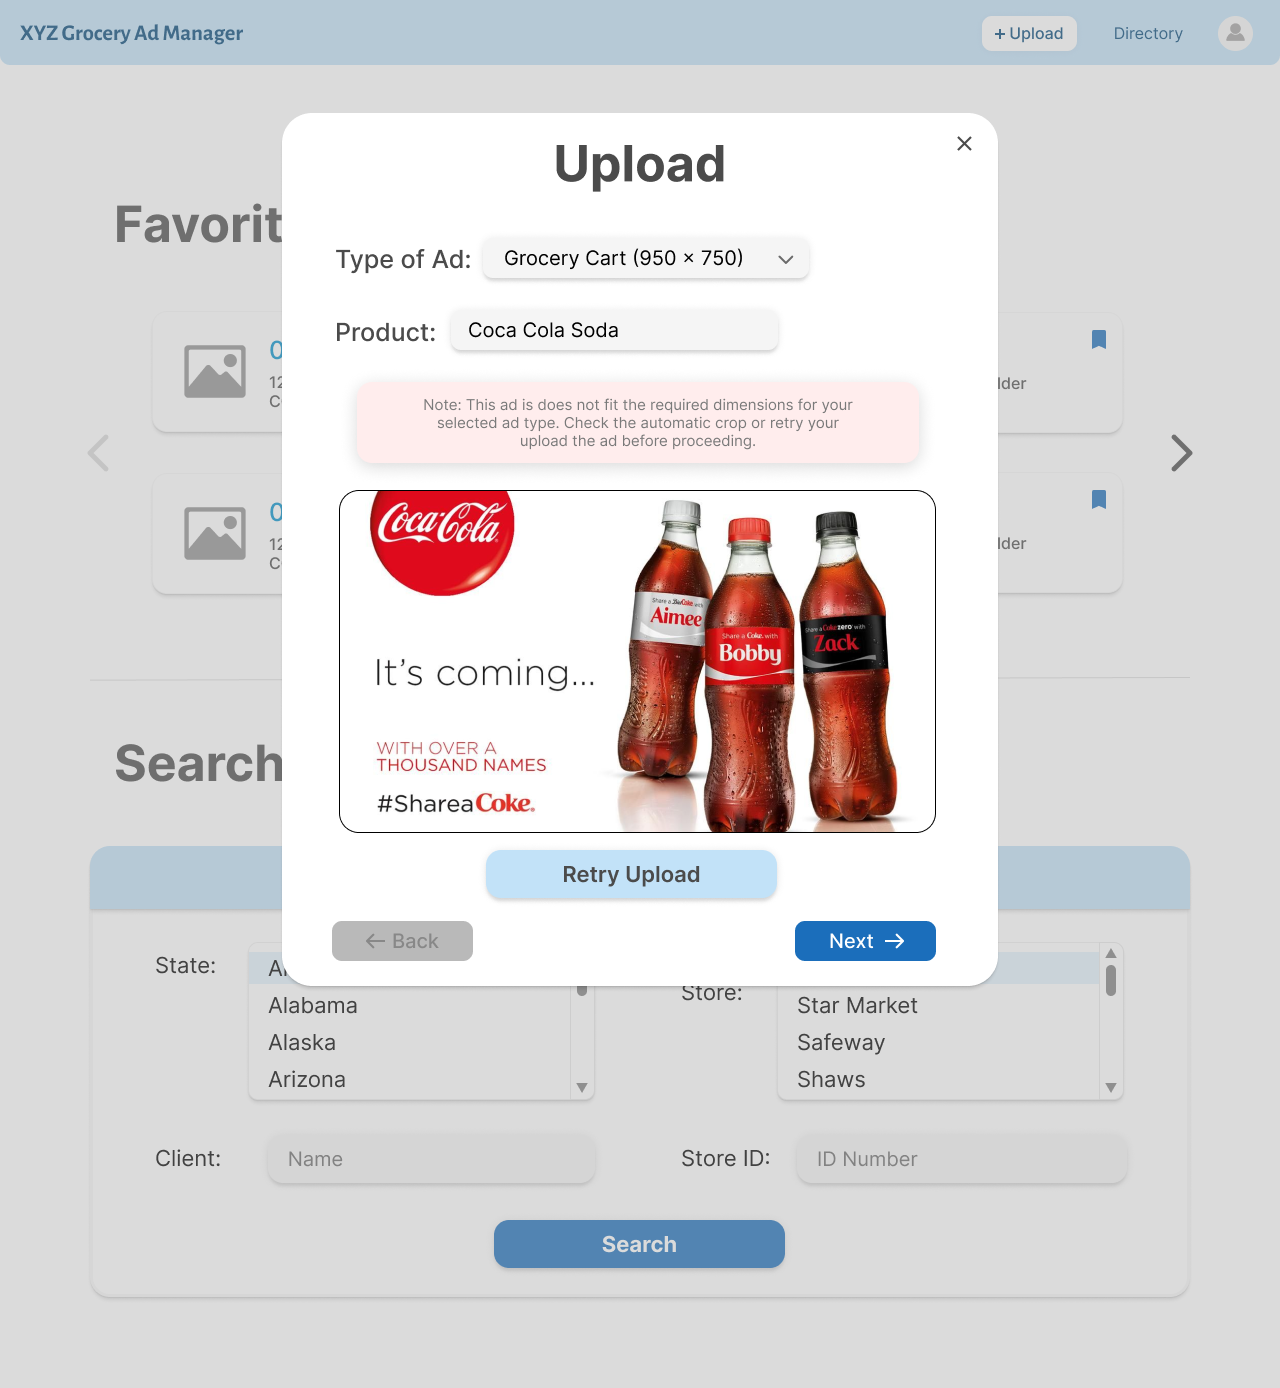 XYZ Grocery Ad Manager
+ Upload
Directory
Upload
Favorit
Type of Ad:
Grocery Cart (950 × 750)
Product:
Coca Cola Soda
0
12
C
lder
Note: This ad is does not fit the required dimensions for your
selected ad type. Check the automatic crop or retry your
upload the ad before proceeding.
0
12
C
lder
Coca-Cola
Share a Diet Coke with
Aimee
Share a Coke with
Bobby
Share a Coke zero with
Zack
It's coming...
WITH OVER A
THOUSAND NAMES
#ShareaCoke
Search
Retry Upload
← Back
Next →
State:
Al
Alabama
Alaska
Arizona
Store:
Star Market
Safeway
Shaws
Client:
Name
Store ID:
ID Number
Search